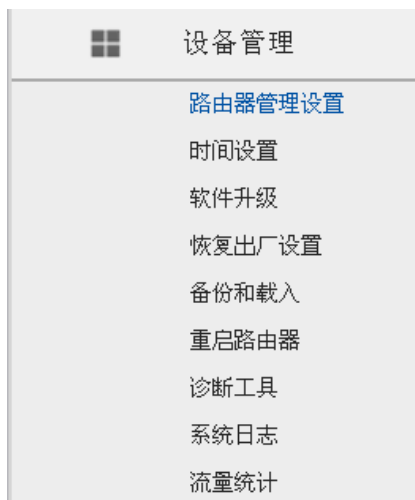 设备管理
路由器管理设置
时间设置
软件升级
恢复出厂设置
备份和载入
重启路由器
诊断工具
系统日志
流量统计